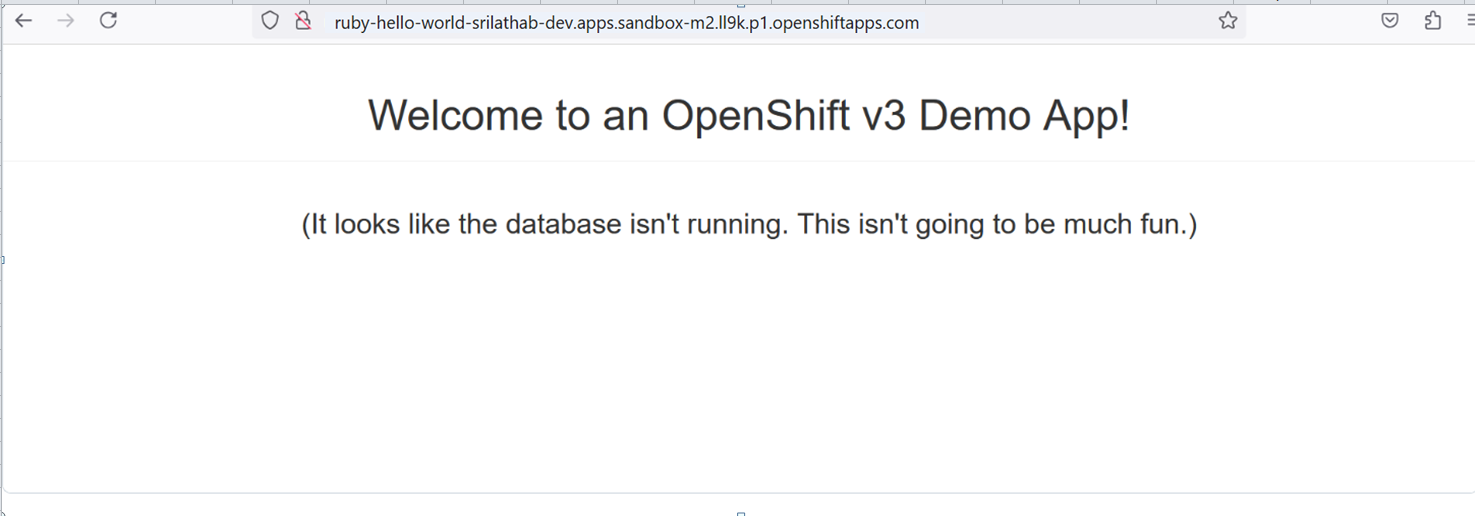 ruby-hello-world-srilathab-dev.apps.sandbox-m2.ll9k.p1.openshiftapps.com
Welcome to an OpenShift v3 Demo App!
(It looks like the database isn't running. This isn't going to be much fun.)